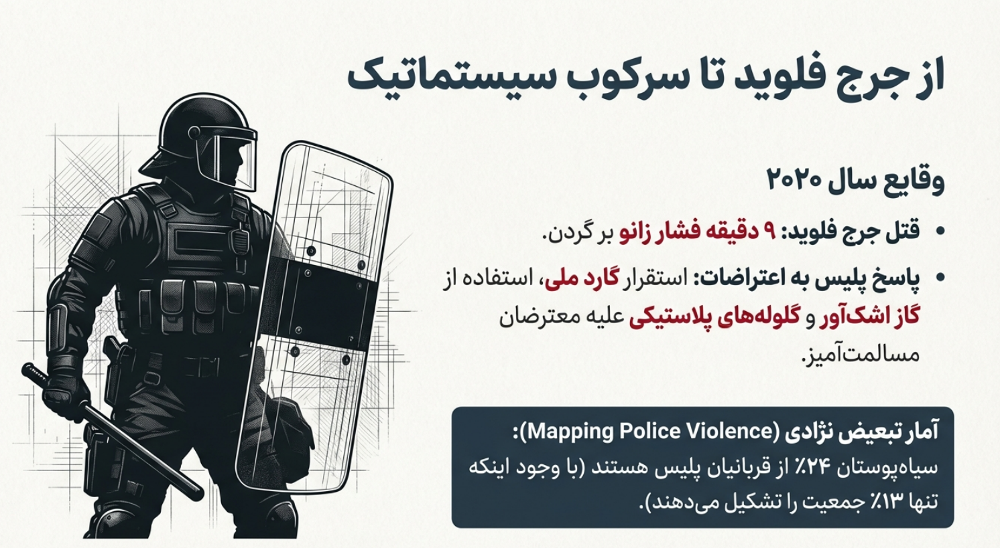 از جرج فلوید تا سرکوب سیستماتیک
وقایع سال ۲۰۲۰
• قتل جرج فلوید: ۹ دقیقه فشار زانو بر گردن.
• پاسخ پلیس به اعتراضات: استقرار گارد ملی، استفاده از
گاز اشک‌آور و گلوله‌های پلاستیکی علیه معترضان
مسالمت‌آمیز.
آمار تبعیض نژادی (Mapping Police Violence):
سیاه‌پوستان ۲۴٪ از قربانیان پلیس هستند (با وجود اینکه
تنها ۱۳٪ جمعیت را تشکیل می‌دهند).